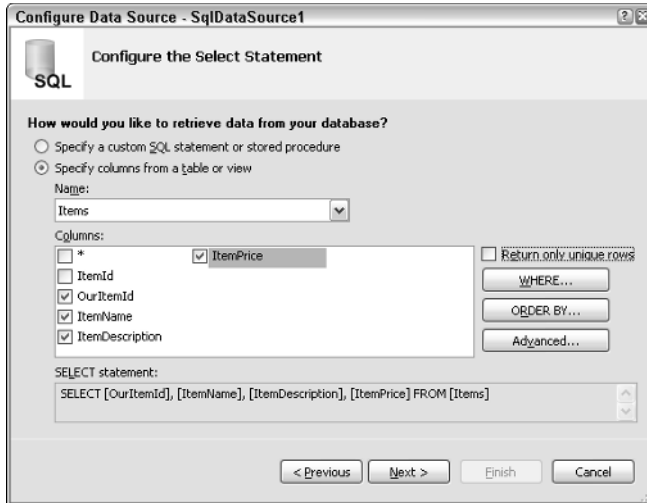 Configure Data Source - SqlDataSource1
SQL
Configure the Select Statement
How would you like to retrieve data from your database?
Specify a custom SQL statement or stored procedure
Specify columns from a table or view
Name:
Items
Columns:
*
ItemPrice
Return only unique rows
ItemId
WHERE...
OurItemId
ORDER BY...
ItemName
ItemDescription
Advanced...
SELECT statement:
SELECT [OurItemId], [ItemName], [ItemDescription], [ItemPrice] FROM [Items]
< Previous
Next >
Finish
Cancel